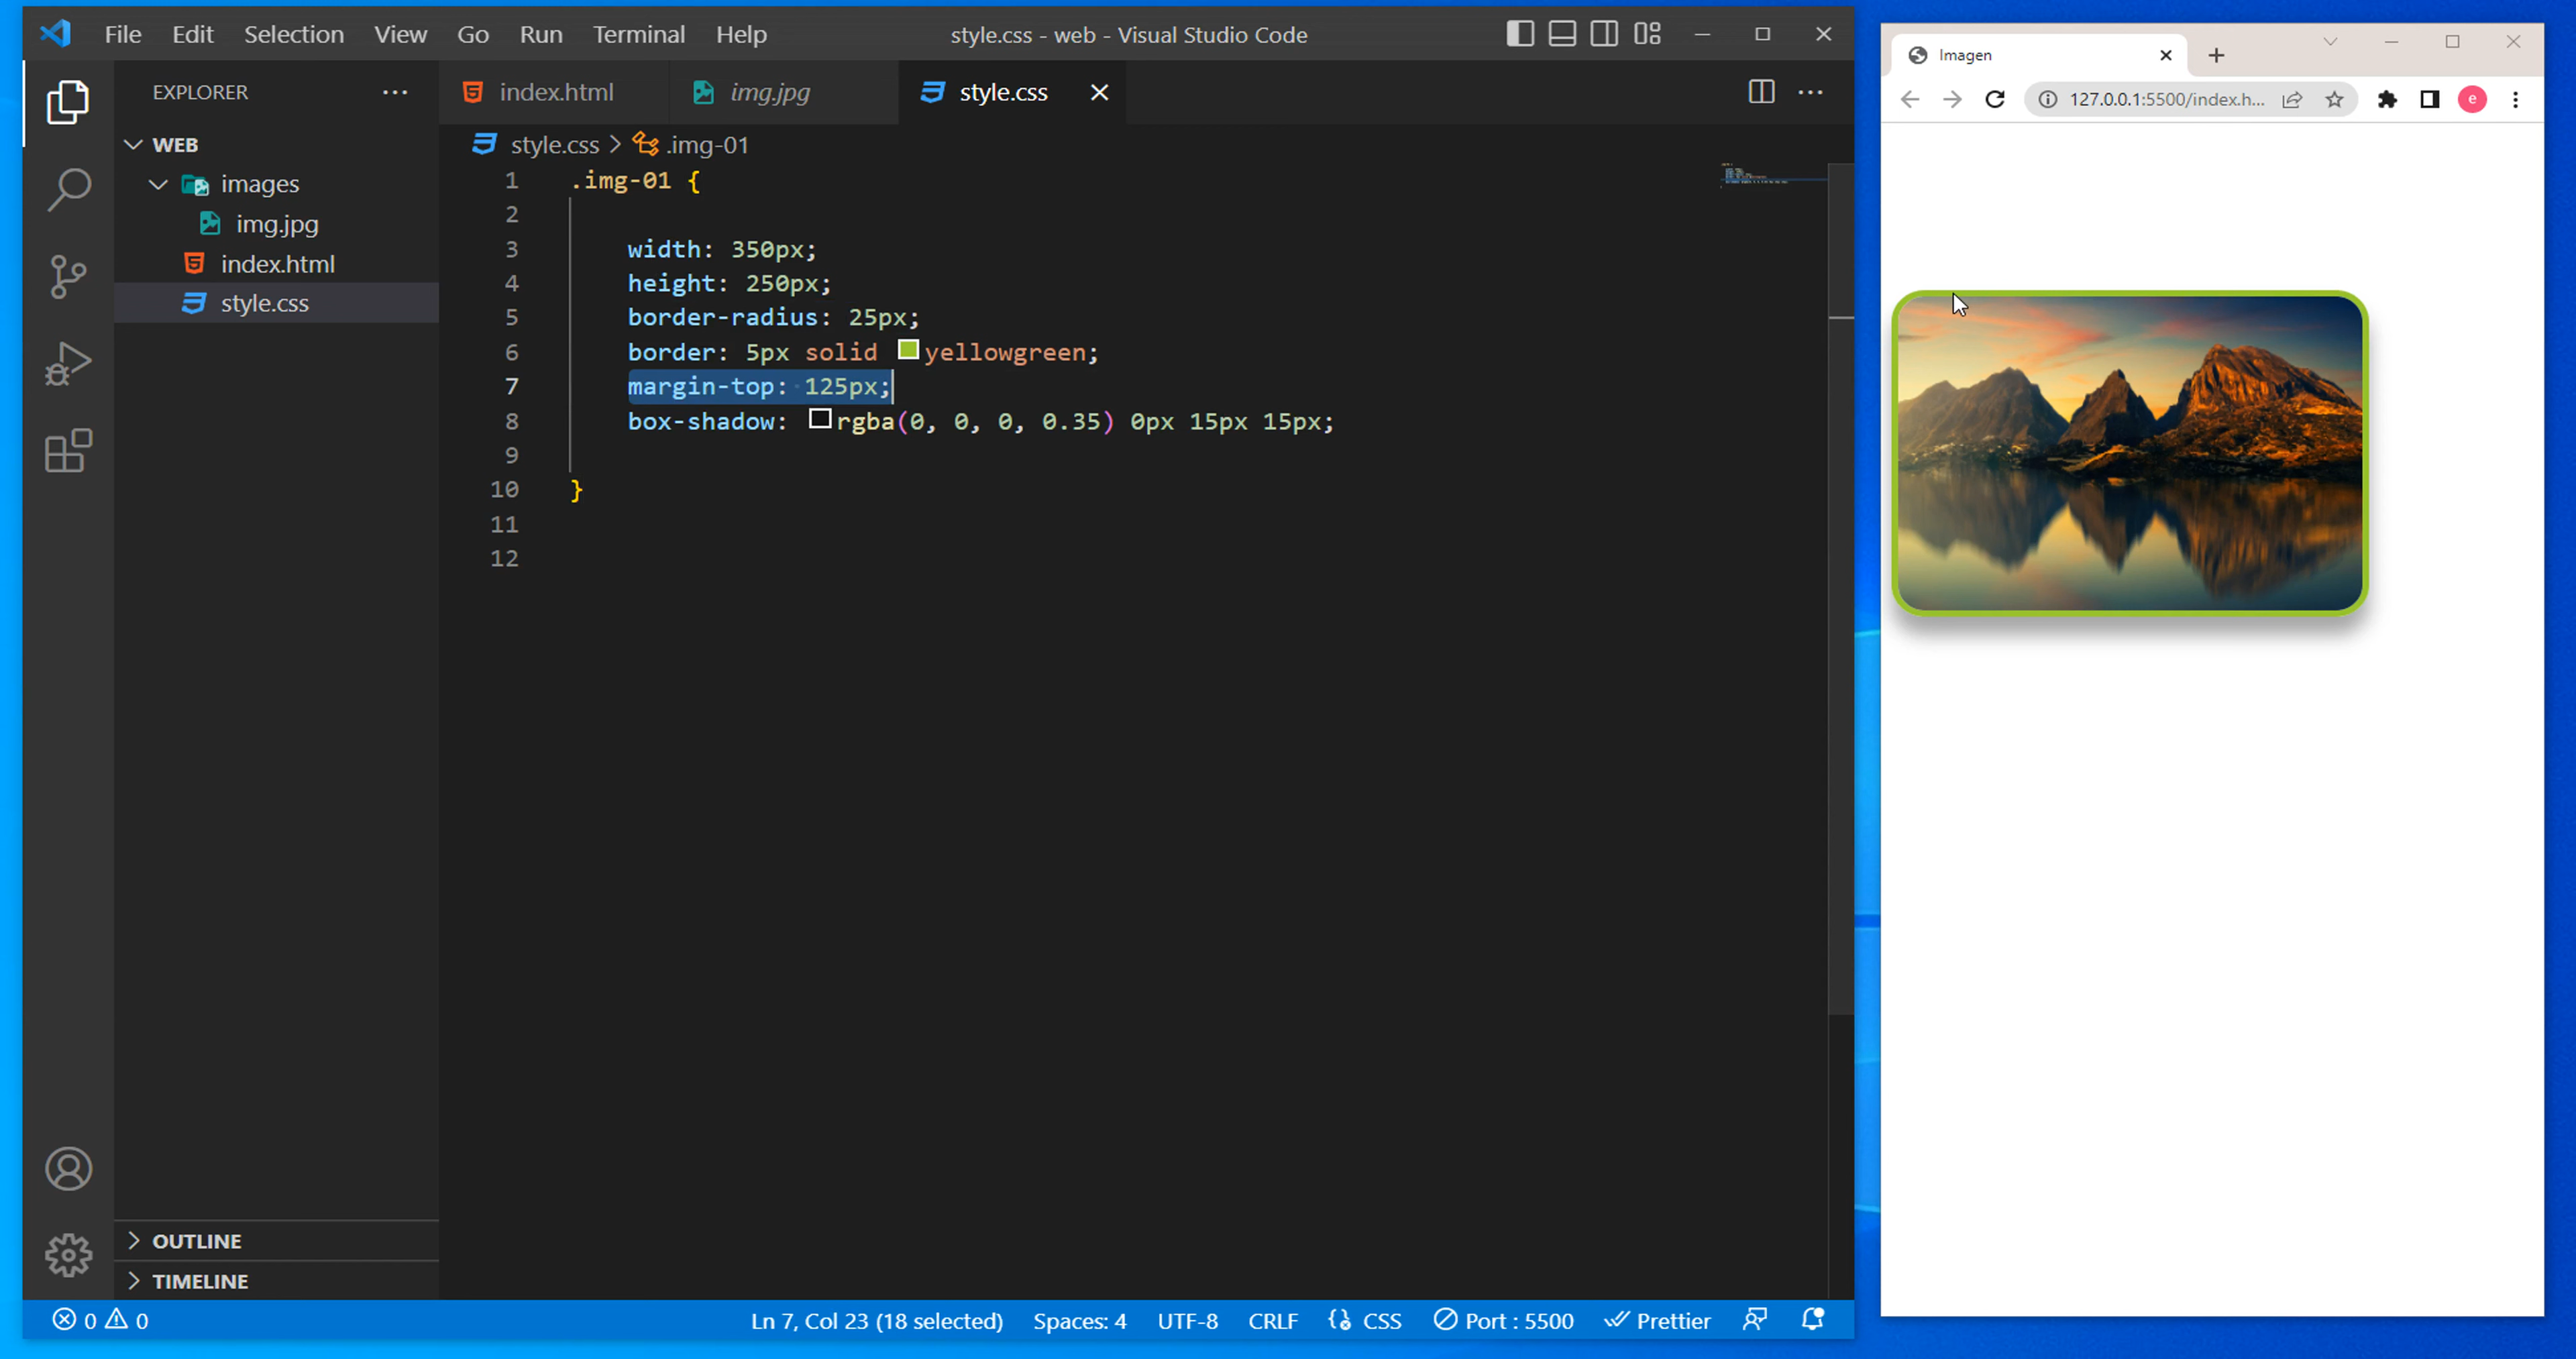 File Edit Selection View Go Run Terminal Help
style.css - web - Visual Studio Code
EXPLORER
WEB
images
img.jpg
index.html
style.css
OUTLINE
TIMELINE
index.html
img.jpg
style.css
style.css > .img-01
1 .img-01 {
2
3 width: 350px;
4 height: 250px;
5 border-radius: 25px;
6 border: 5px solid yellowgreen;
7 margin-top: 125px;
8 box-shadow: rgba(0, 0, 0, 0.35) 0px 15px 15px;
9
10 }
11
12
0 0
Ln 7, Col 23 (18 selected) Spaces: 4 UTF-8 CRLF CSS Port : 5500 Prettier
Imagen
127.0.0.1:5500/index.h...
e